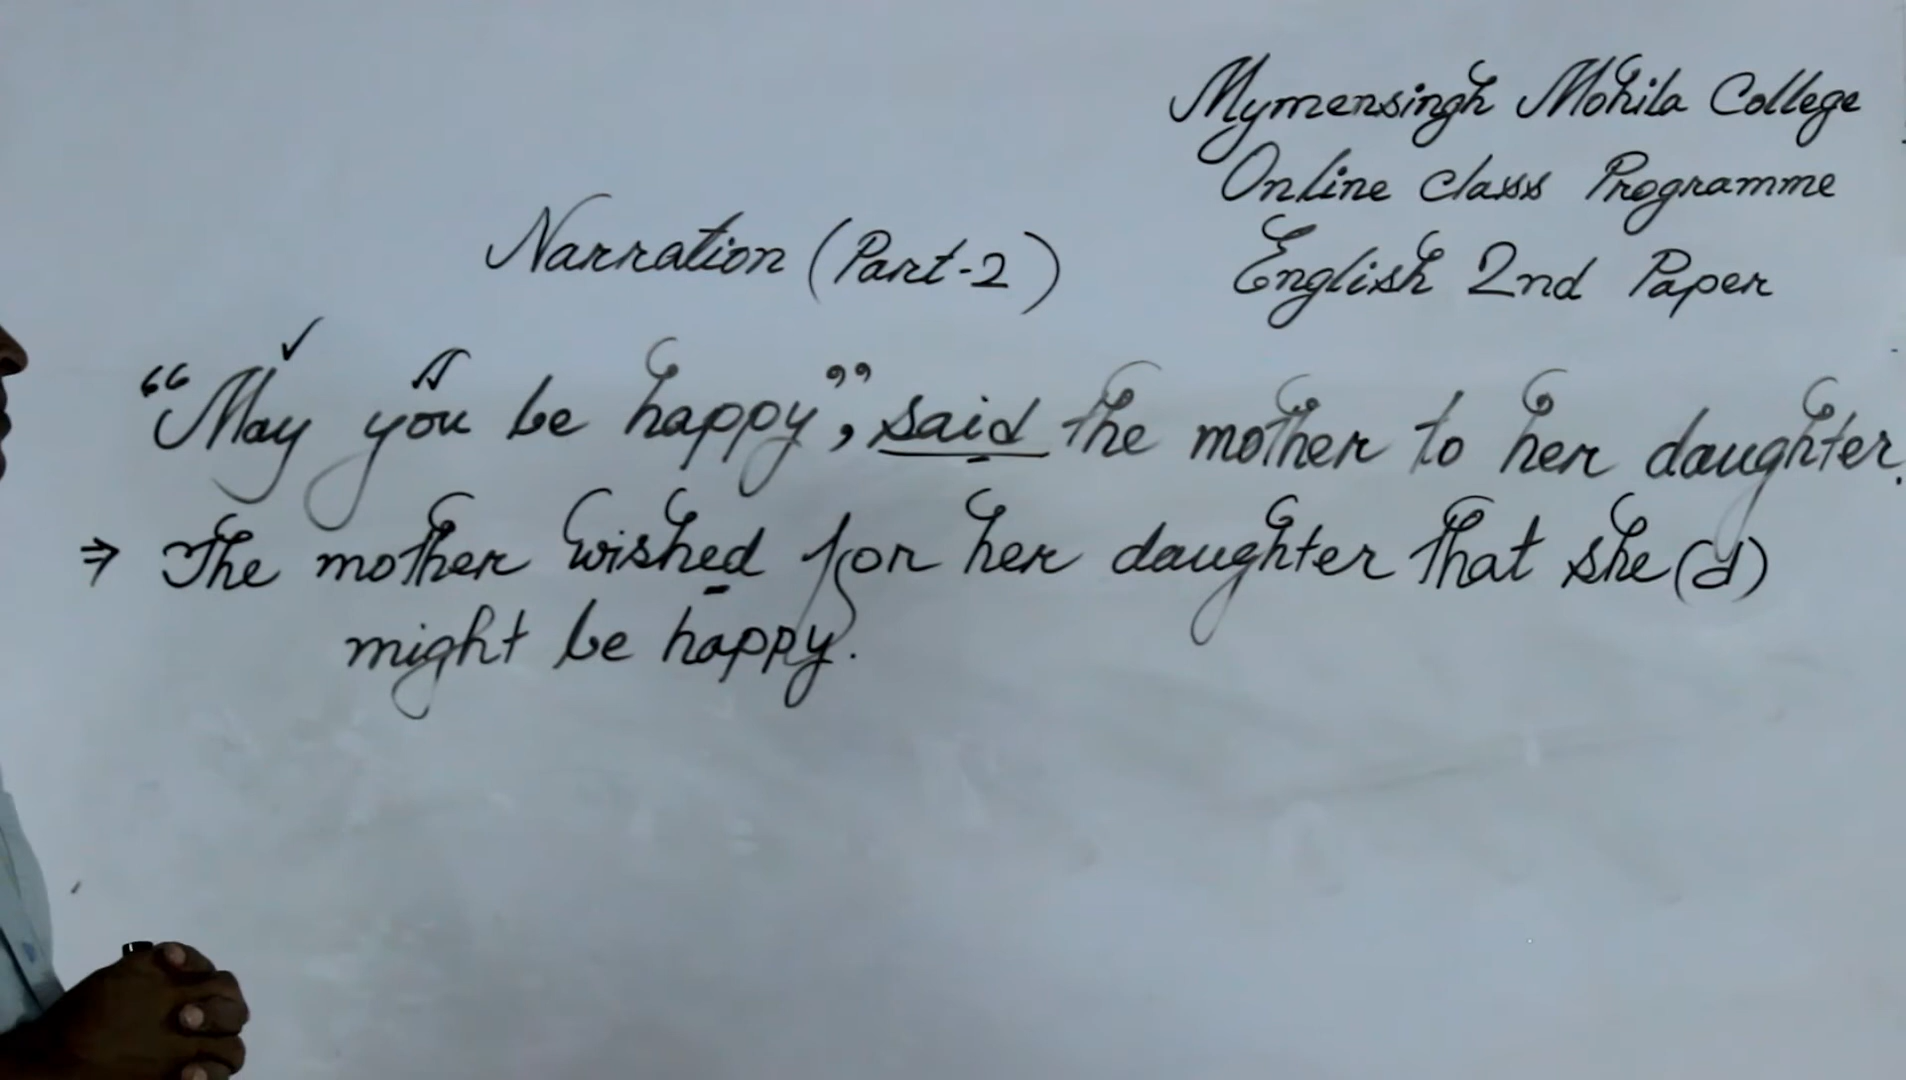 Mymensingh Mohila College
Online class Programme
English 2nd Paper
Narration (Part-2)
“May you be happy”, said the mother to her daughter.
⇒ The mother wished for her daughter that she (d)
might be happy.